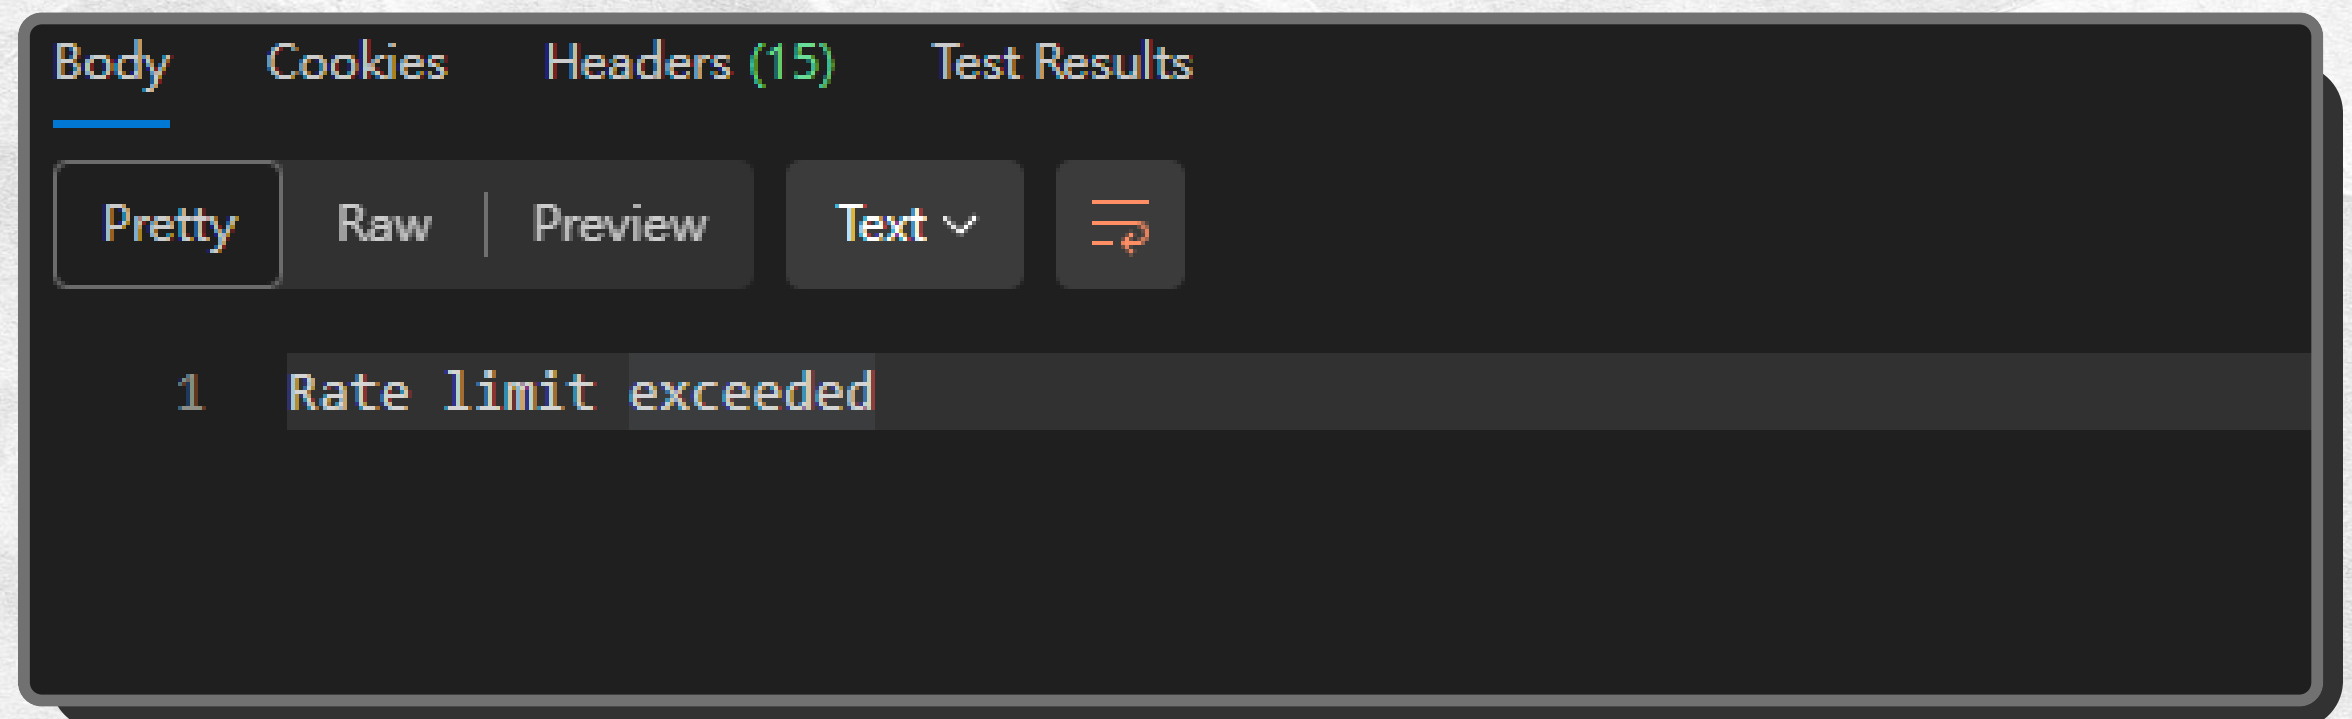 Body Cookies Headers (15) Test Results
Pretty Raw Preview Text
1 Rate limit exceeded